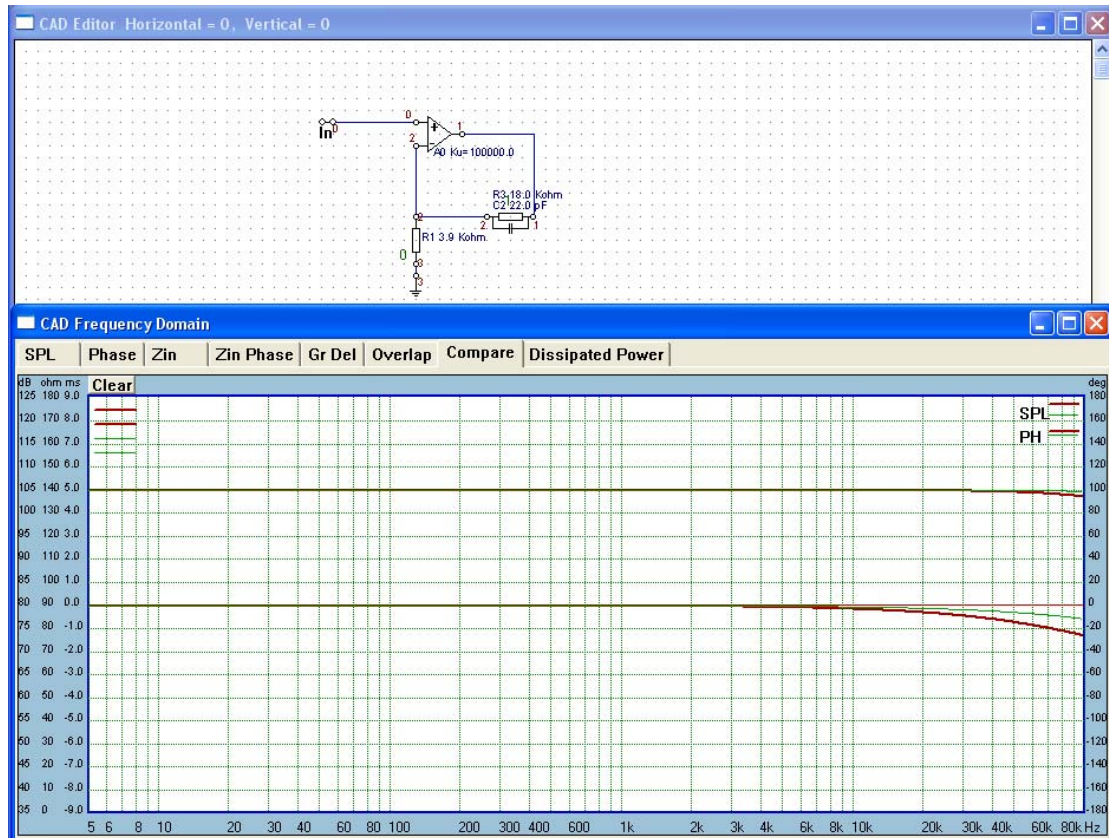 CAD Editor Horizontal = 0, Vertical = 0
In
0
0
1
2
A0 Ku=100000.0
R3 18.0 Kohm
C2 22.0 pF
1
2
2
1
R1 3.9 Kohm
0
3
3
CAD Frequency Domain
SPL Phase Zin Zin Phase Gr Del Overlap Compare Dissipated Power
dB ohm ms Clear deg
125 180 9.0 180
SPL
120 170 8.0 160
PH
115 160 7.0 140
110 150 6.0 120
105 140 5.0 100
100 130 4.0 80
95 120 3.0 60
90 110 2.0 40
85 100 1.0 20
80 90 0.0 0
75 80 -1.0 -20
70 70 -2.0 -40
65 60 -3.0 -60
60 50 -4.0 -80
55 40 -5.0 -100
50 30 -6.0 -120
45 20 -7.0 -140
40 10 -8.0 -160
35 0 -9.0 -180
5 6 8 10 20 30 40 60 80 100 200 300 400 600 1k 2k 3k 4k 6k 8k 10k 20k 30k 40k 60k 80k Hz